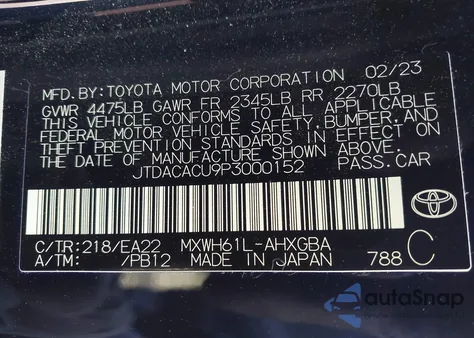 MFD.BY:TOYOTA MOTOR CORPORATION 02/23
GVWR 4475LB GAWR FR 2345LB RR 2270LB
THIS VEHICLE CONFORMS TO ALL APPLICABLE
FEDERAL MOTOR VEHICLE SAFETY, BUMPER, AND
THEFT PREVENTION STANDARDS IN EFFECT ON
THE DATE OF MANUFACTURE SHOWN ABOVE.
JTDACACU9P3000152 PASS.CAR
TOYOTA
C/TR:218/EA22 MXWH61L-AHXGBA
A/TM: /PB12 MADE IN JAPAN 788 C
autoSnap